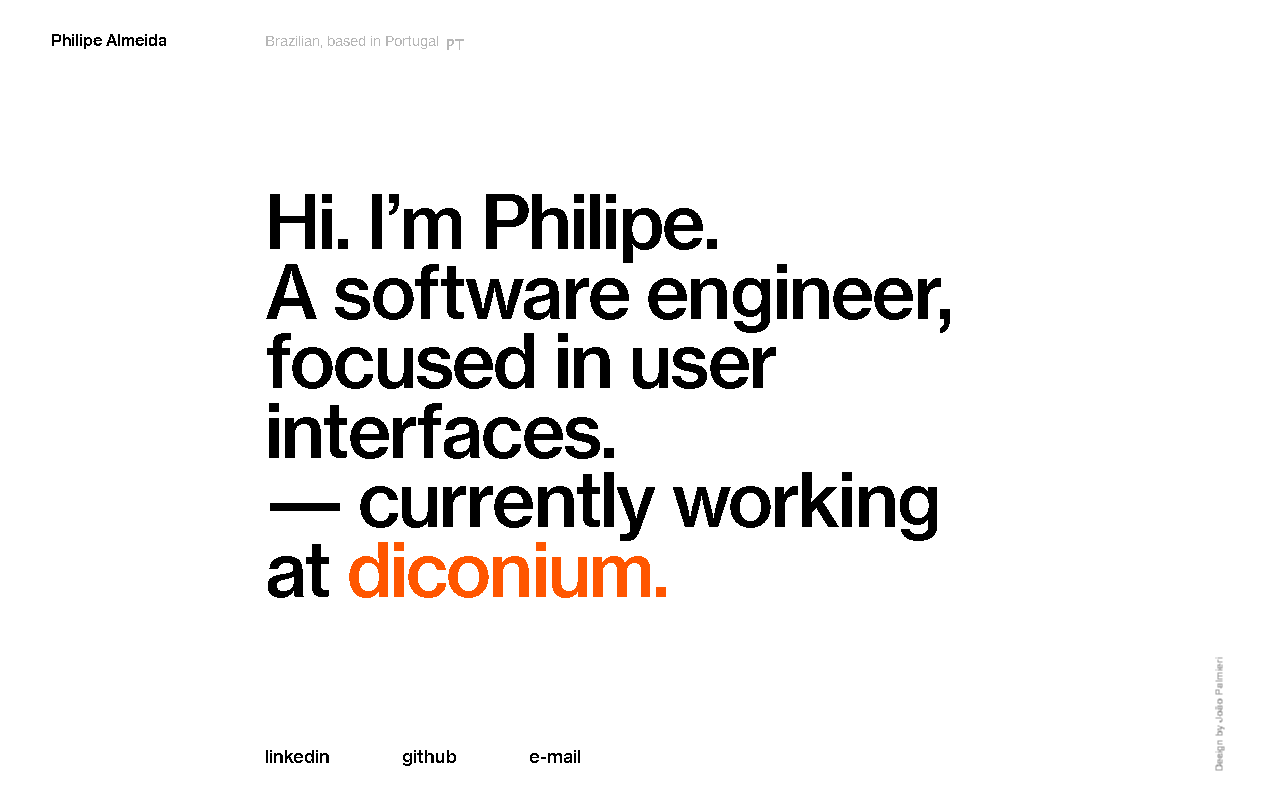 Philipe Almeida
Brazilian, based in Portugal PT
Hi. I’m Philipe.
A software engineer,
focused in user
interfaces.
— currently working
at diconium.
linkedin
github
e-mail
Design by João Palmieri